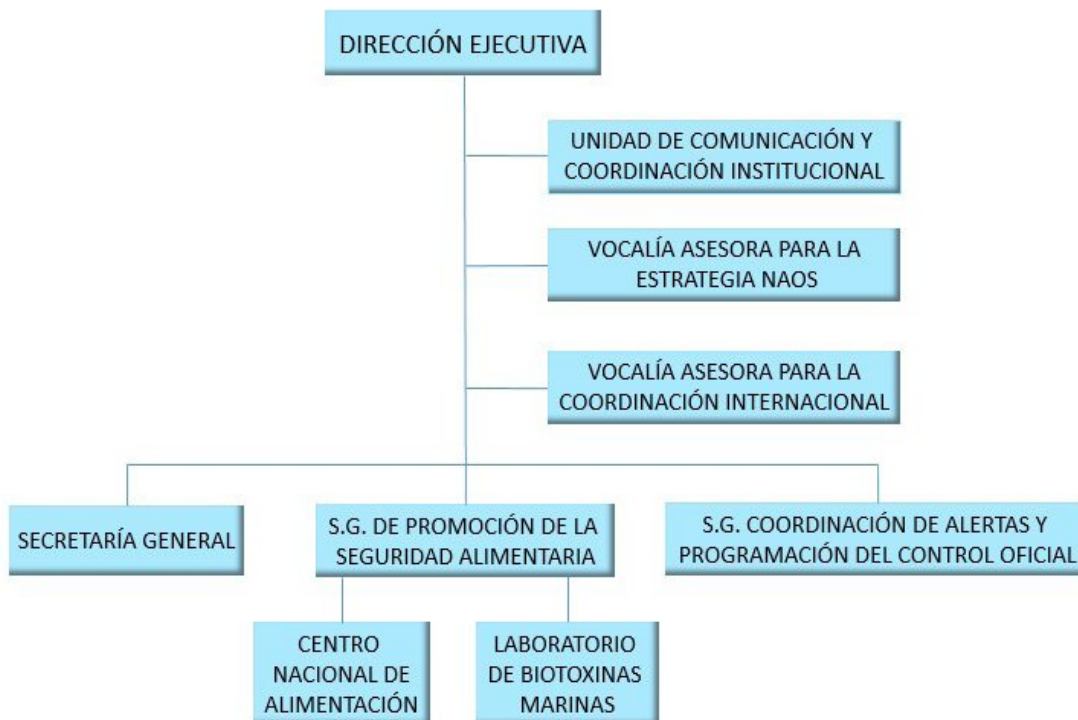 DIRECCIÓN EJECUTIVA
UNIDAD DE COMUNICACIÓN Y
COORDINACIÓN INSTITUCIONAL
VOCALÍA ASESORA PARA LA
ESTRATEGIA NAOS
VOCALÍA ASESORA PARA LA
COORDINACIÓN INTERNACIONAL
SECRETARÍA GENERAL
S.G. DE PROMOCIÓN DE LA
SEGURIDAD ALIMENTARIA
S.G. COORDINACIÓN DE ALERTAS Y
PROGRAMACIÓN DEL CONTROL OFICIAL
CENTRO
NACIONAL DE
ALIMENTACIÓN
LABORATORIO
DE BIOTOXINAS
MARINAS